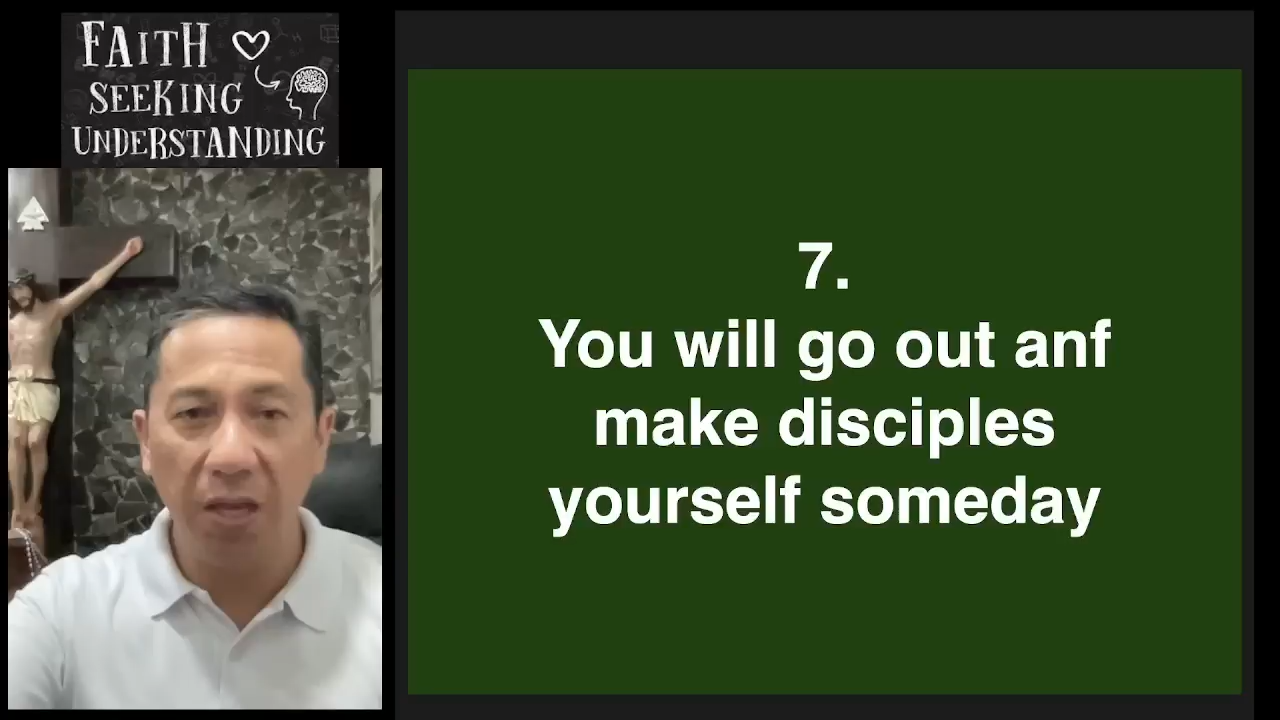 FAITH
SEEKING
UNDERSTANDING
7.
You will go out anf
make disciples
yourself someday